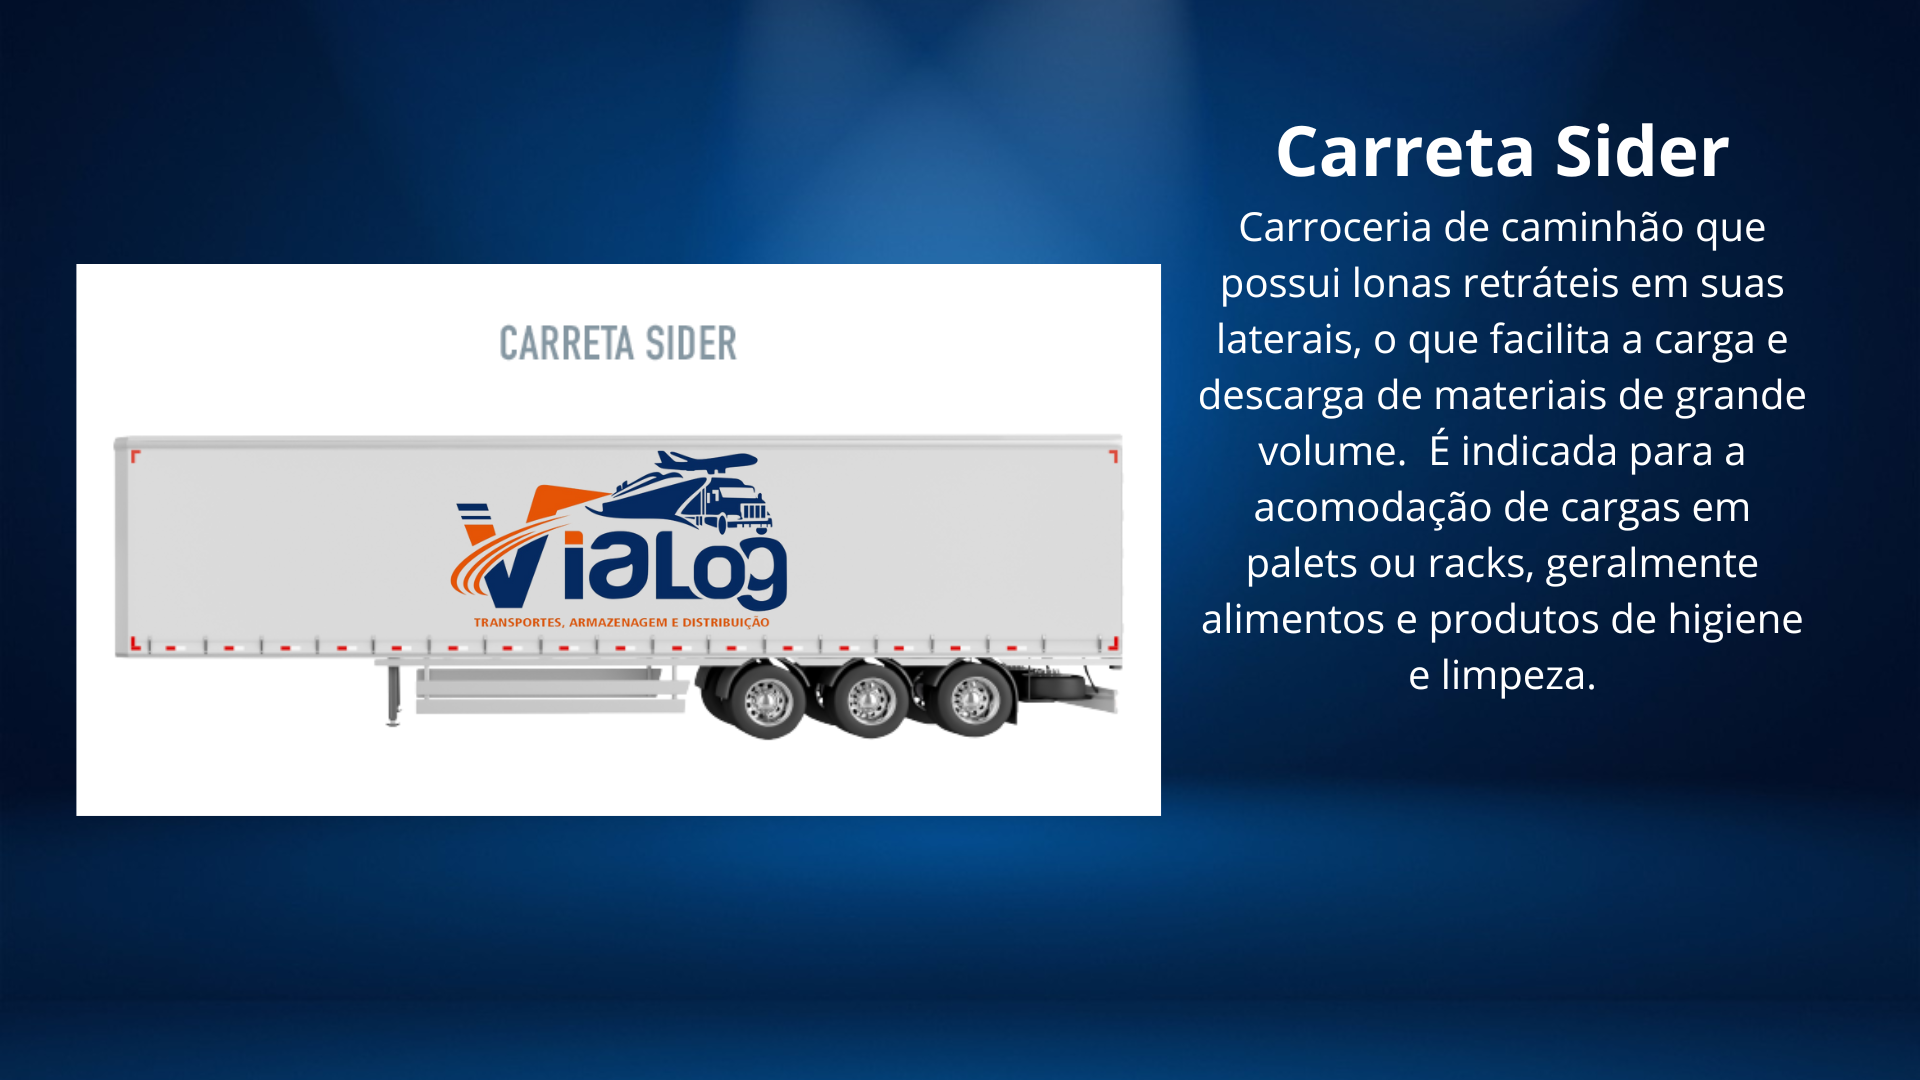 CARRETA SIDER
ViaLog
TRANSPORTES, ARMAZENAGEM E DISTRIBUIÇÃO
Carreta Sider
Carroceria de caminhão que
possui lonas retráteis em suas
laterais, o que facilita a carga e
descarga de materiais de grande
volume.  É indicada para a
acomodação de cargas em
palets ou racks, geralmente
alimentos e produtos de higiene
e limpeza.